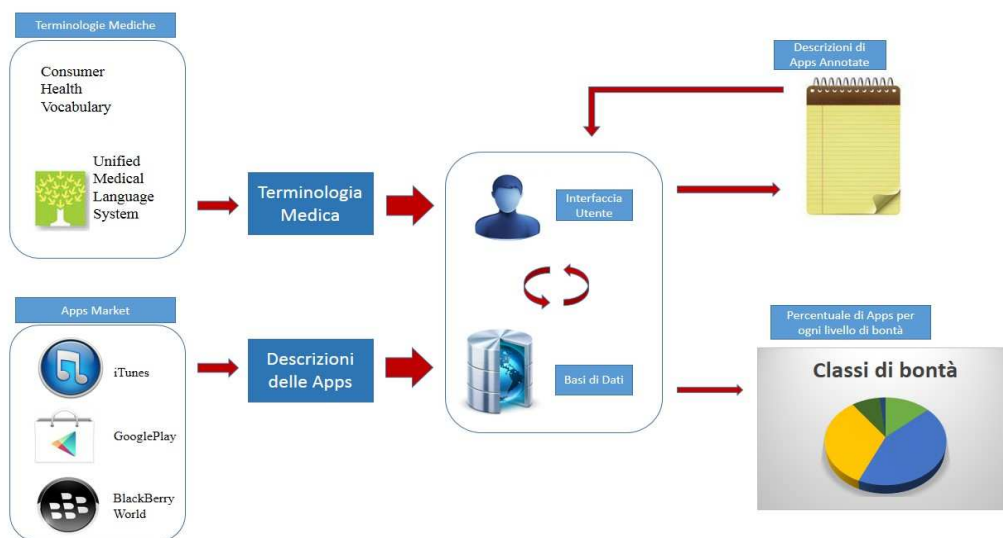 Terminologie Mediche
Consumer
Health
Vocabulary
Unified
Medical
Language
System
Terminologia
Medica
Apps Market
iTunes
GooglePlay
BlackBerry
World
Descrizioni
delle Apps
Interfaccia
Utente
Basi di Dati
Descrizioni di
Apps Annotate
Percentuale di Apps per
ogni livello di bontà
Classi di bontà